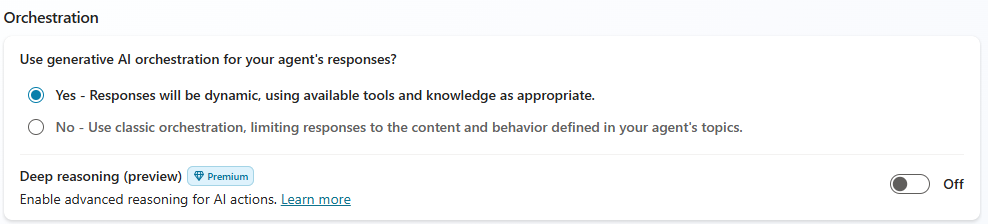 Orchestration
Use generative AI orchestration for your agent's responses?
Yes - Responses will be dynamic, using available tools and knowledge as appropriate.
No - Use classic orchestration, limiting responses to the content and behavior defined in your agent's topics.
Deep reasoning (preview) Premium
Off
Enable advanced reasoning for AI actions. Learn more